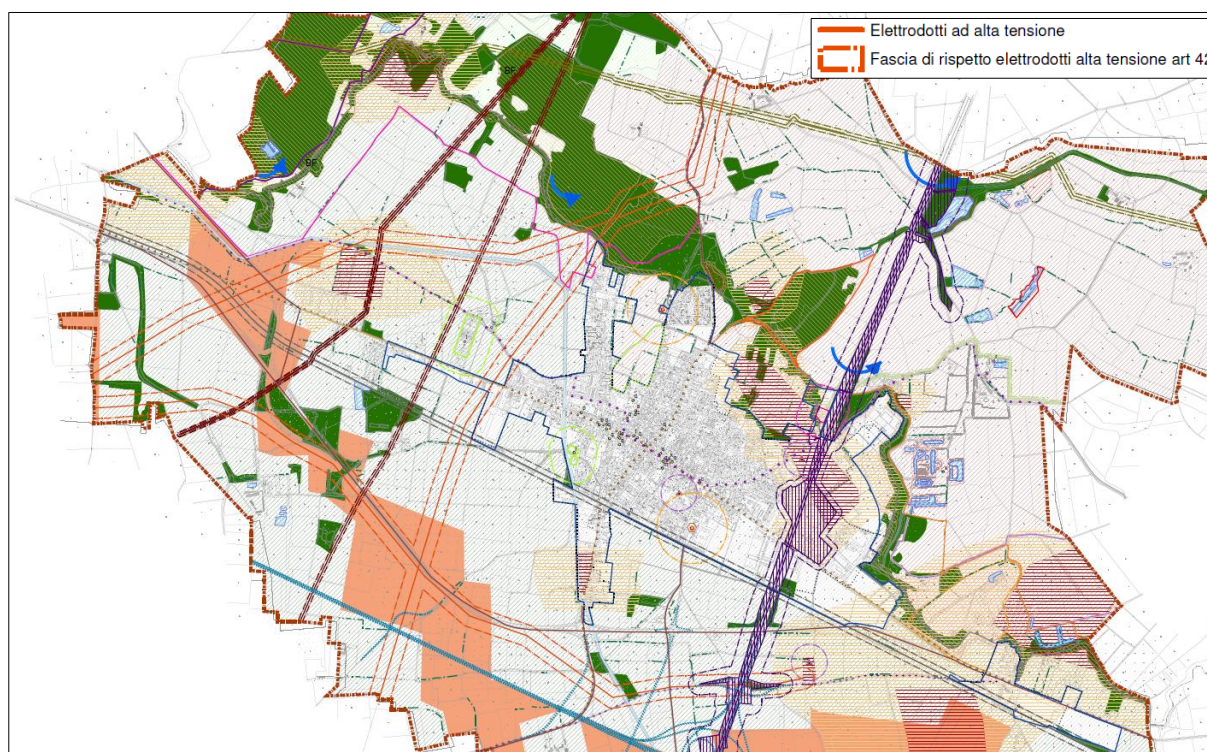 Elettrodotti ad alta tensione
Fascia di rispetto elettrodotti alta tensione art 42
BF
BF